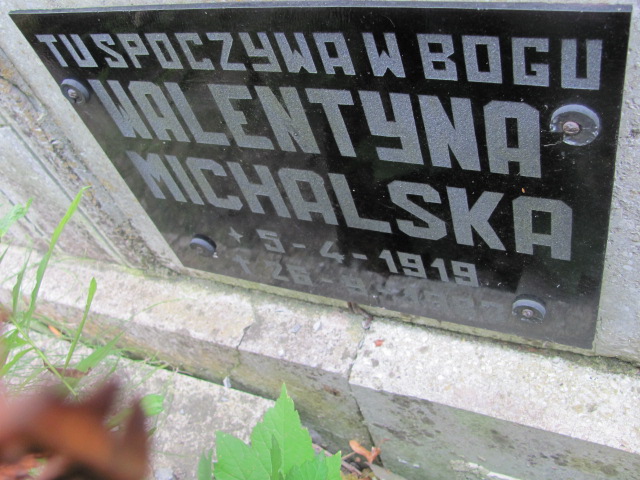 TU SPOCZYWA W BOGU
WALENTYNA
MICHALSKA
* 5-4-1919